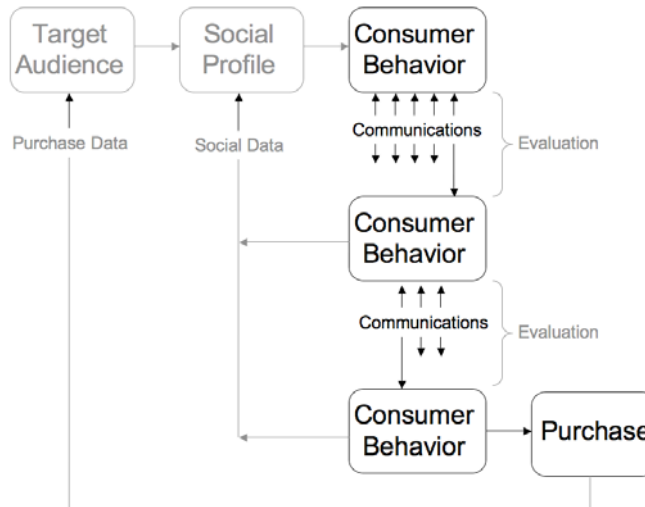 Target
Audience
Social
Profile
Consumer
Behavior
Purchase Data
Social Data
Communications
Evaluation
Consumer
Behavior
Communications
Evaluation
Consumer
Behavior
Purchase